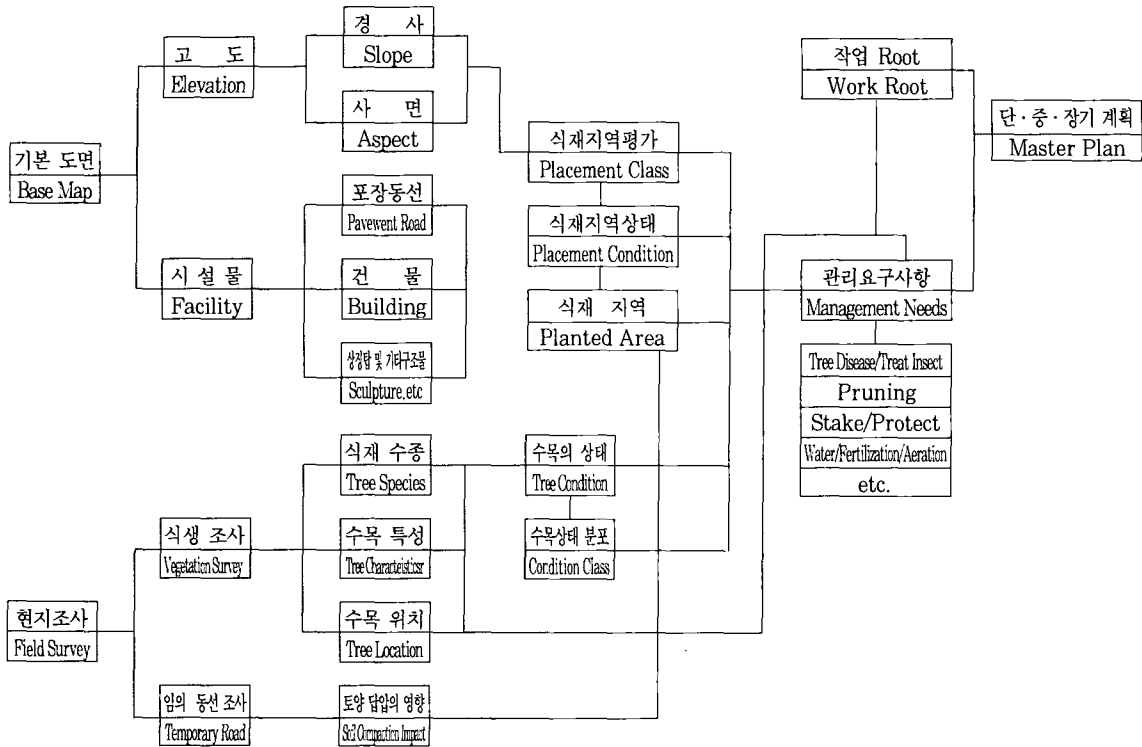 기본 도면
Base Map
고 도
Elevation
시 설 물
Facility
경 사
Slope
사 면
Aspect
포장동선
Pavewent Road
건 물
Building
상징탑 및 기타구조물
Sculpture.etc
식재지역평가
Placement Class
식재지역상태
Placement Condition
식재 지역
Planted Area
작업 Root
Work Root
단·중·장기 계획
Master Plan
관리요구사항
Management Needs
Tree Disease/Treat Insect
Pruning
Stake/Protect
Water/Fertilization/Aeration
etc.
현지조사
Field Survey
식생 조사
Vegetation Survey
임의 동선 조사
Temporary Road
식재 수종
Tree Species
수목 특성
Tree
수목 위치
Tree Location
토양 답압의 영향
Compaction Impact
수목의 상태
Tree Condition
수목상태 분포
Condition Class